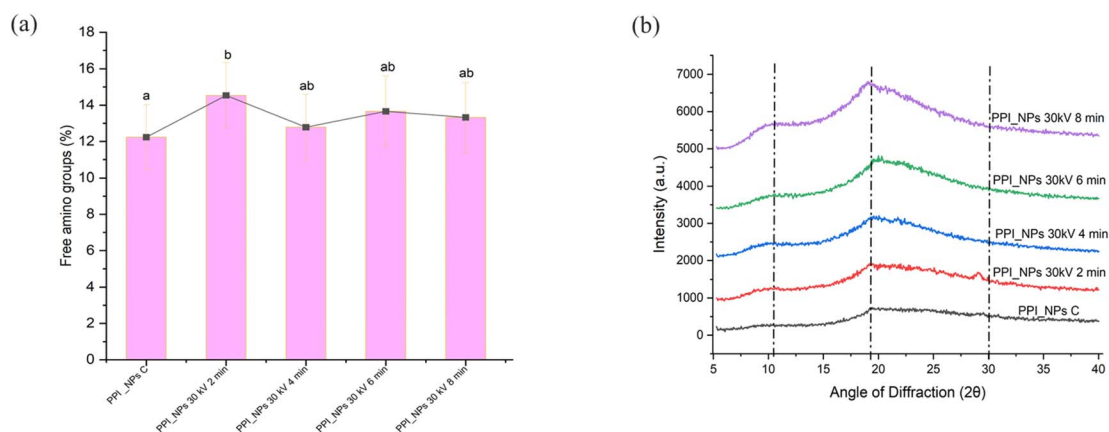 (a)
18
16
14
12
10
8
6
4
2
0
Free amino groups (%)
a
b
ab
ab
ab
PPI _NPs C
PPI_NPs 30 kV 2 min
PPI_NPs 30 kV 4 min
PPI_NPs 30 kV 6 min
PPI_NPs 30 kV 8 min
(b)
7000
6000
5000
4000
3000
2000
1000
0
Intensity (a.u.)
PPI_NPs 30kV 8 min
PPI_NPs 30kV 6 min
PPI_NPs 30kV 4 min
PPI_NPs 30kV 2 min
PPI_NPs C
5 10 15 20 25 30 35 40
Angle of Diffraction (2θ)